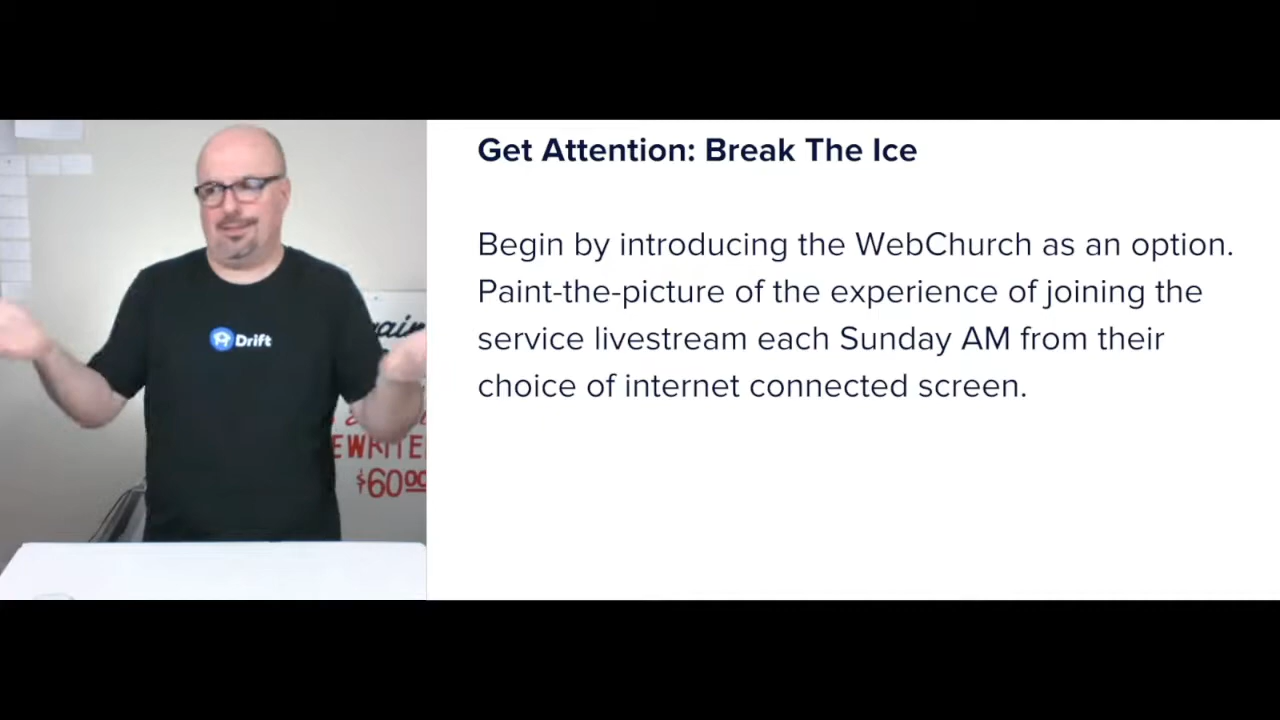 Get Attention: Break The Ice
Begin by introducing the WebChurch as an option.
Paint-the-picture of the experience of joining the
service livestream each Sunday AM from their
choice of internet connected screen.
Drift
$6000